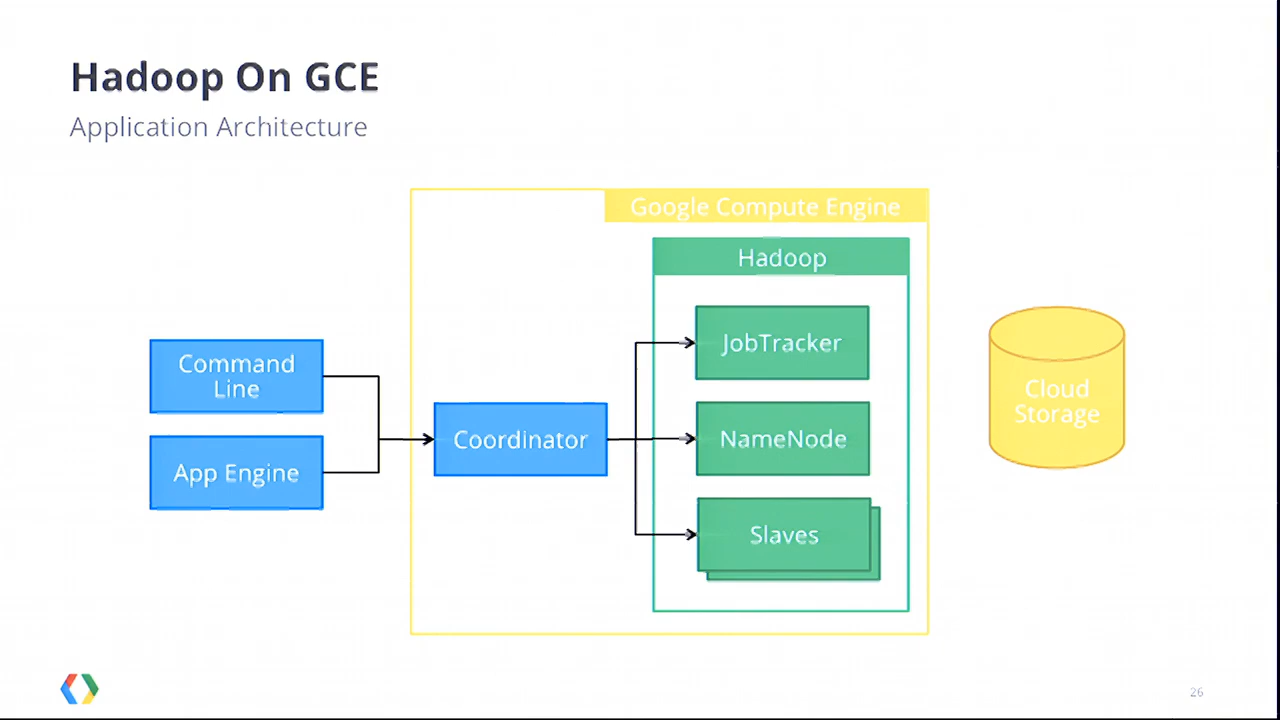 Hadoop On GCE
Application Architecture
Google Compute Engine
Hadoop
JobTracker
Command
Line
Cloud
Storage
Coordinator
NameNode
App Engine
Slaves
26